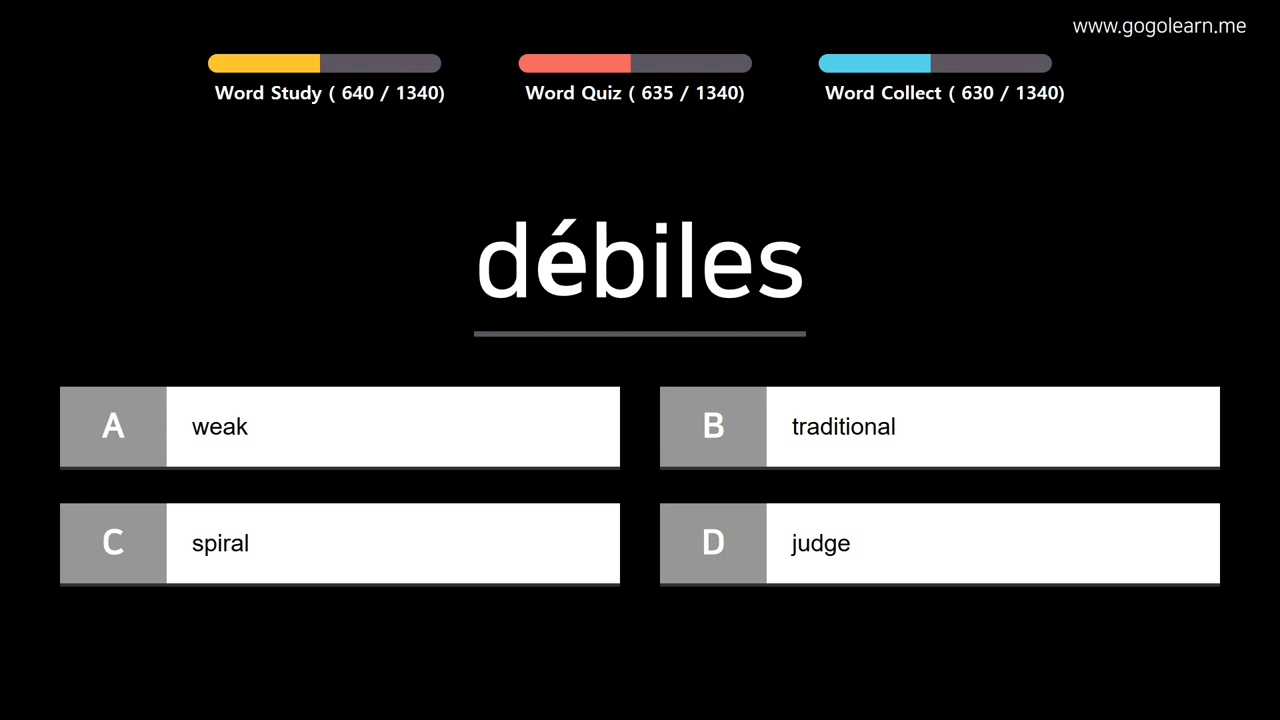 www.gogolearn.me
Word Study ( 640 / 1340)
Word Quiz ( 635 / 1340)
Word Collect ( 630 / 1340)
débiles
A weak
B traditional
C spiral
D judge